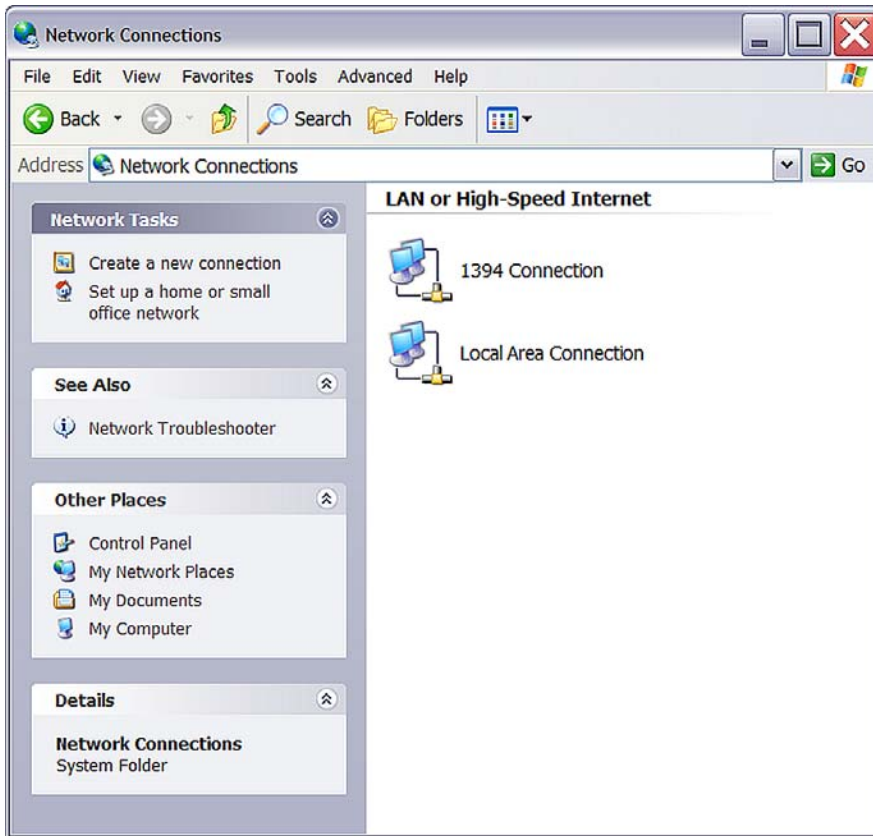 Network Connections
File Edit View Favorites Tools Advanced Help
Back Search Folders
Address Network Connections Go
Network Tasks
Create a new connection
Set up a home or small
office network
See Also
Network Troubleshooter
Other Places
Control Panel
My Network Places
My Documents
My Computer
Details
Network Connections
System Folder
LAN or High-Speed Internet
1394 Connection
Local Area Connection